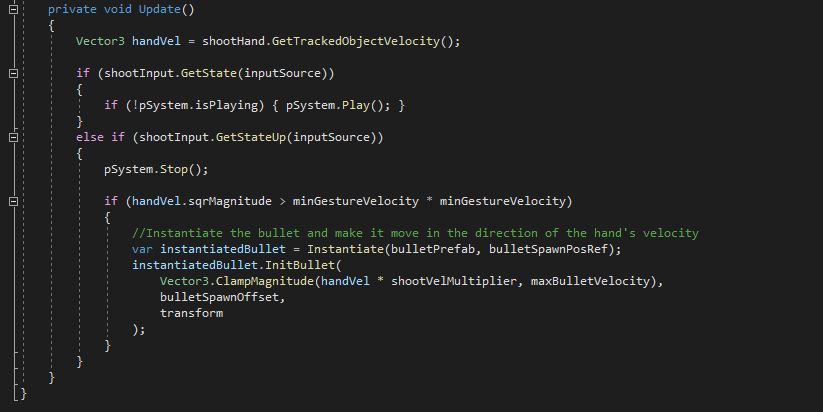 private void Update()
{
Vector3 handVel = shootHand.GetTrackedObjectVelocity();
if (shootInput.GetState(inputSource))
{
if (!pSystem.isPlaying) { pSystem.Play(); }
}
else if (shootInput.GetStateUp(inputSource))
{
pSystem.Stop();
if (handVel.sqrMagnitude > minGestureVelocity * minGestureVelocity)
{
//Instantiate the bullet and make it move in the direction of the hand's velocity
var instantiatedBullet = Instantiate(bulletPrefab, bulletSpawnPosRef);
instantiatedBullet.InitBullet(
Vector3.ClampMagnitude(handVel * shootVelMultiplier, maxBulletVelocity),
bulletSpawnOffset,
transform
);
}
}
}
}